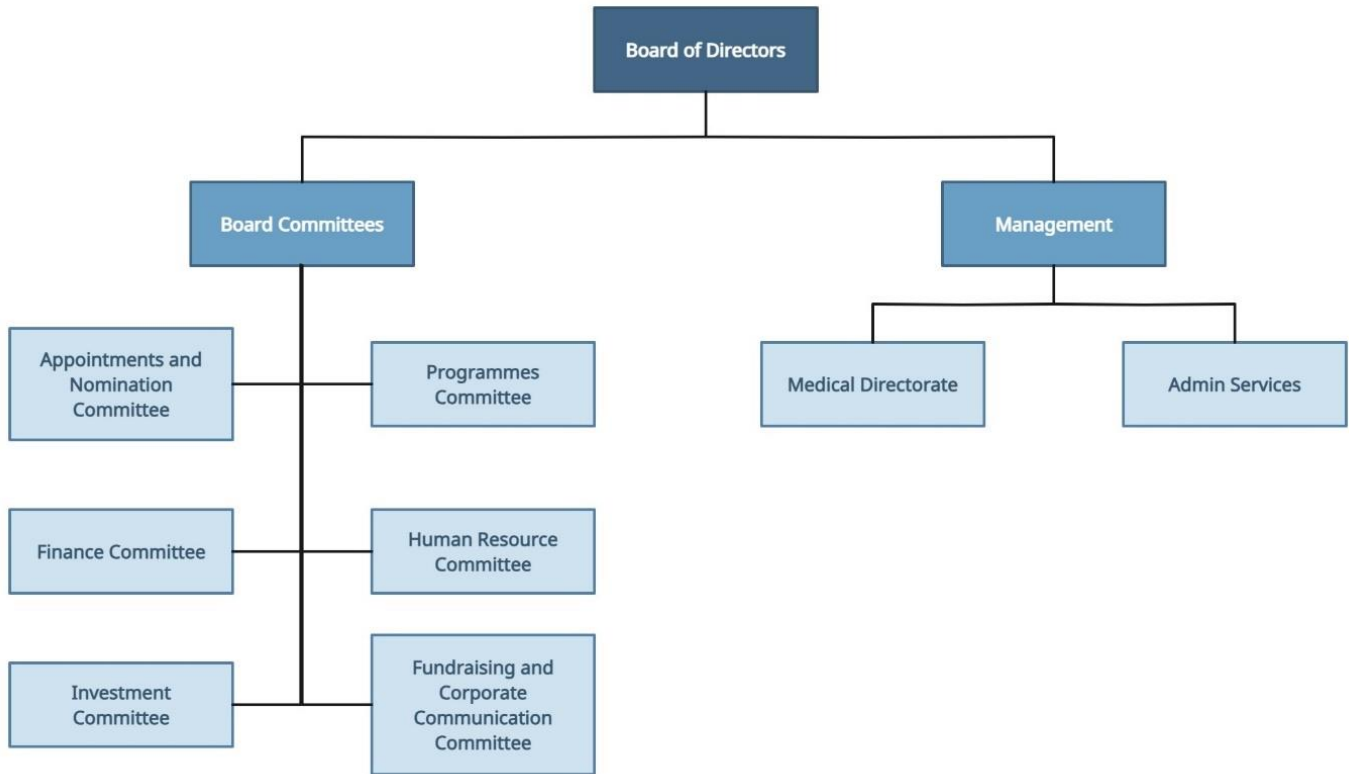 Board of Directors
Board Committees
Management
Appointments and
Nomination
Committee
Programmes
Committee
Medical Directorate
Admin Services
Finance Committee
Human Resource
Committee
Investment
Committee
Fundraising and
Corporate
Communication
Committee